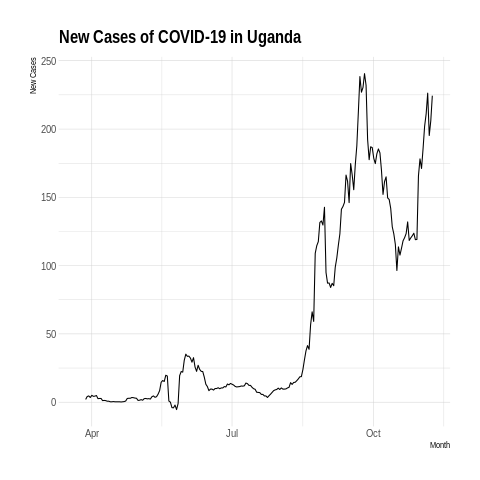 New Cases of COVID-19 in Uganda
New Cases
250
200
150
100
50
0
Apr
Jul
Oct
Month